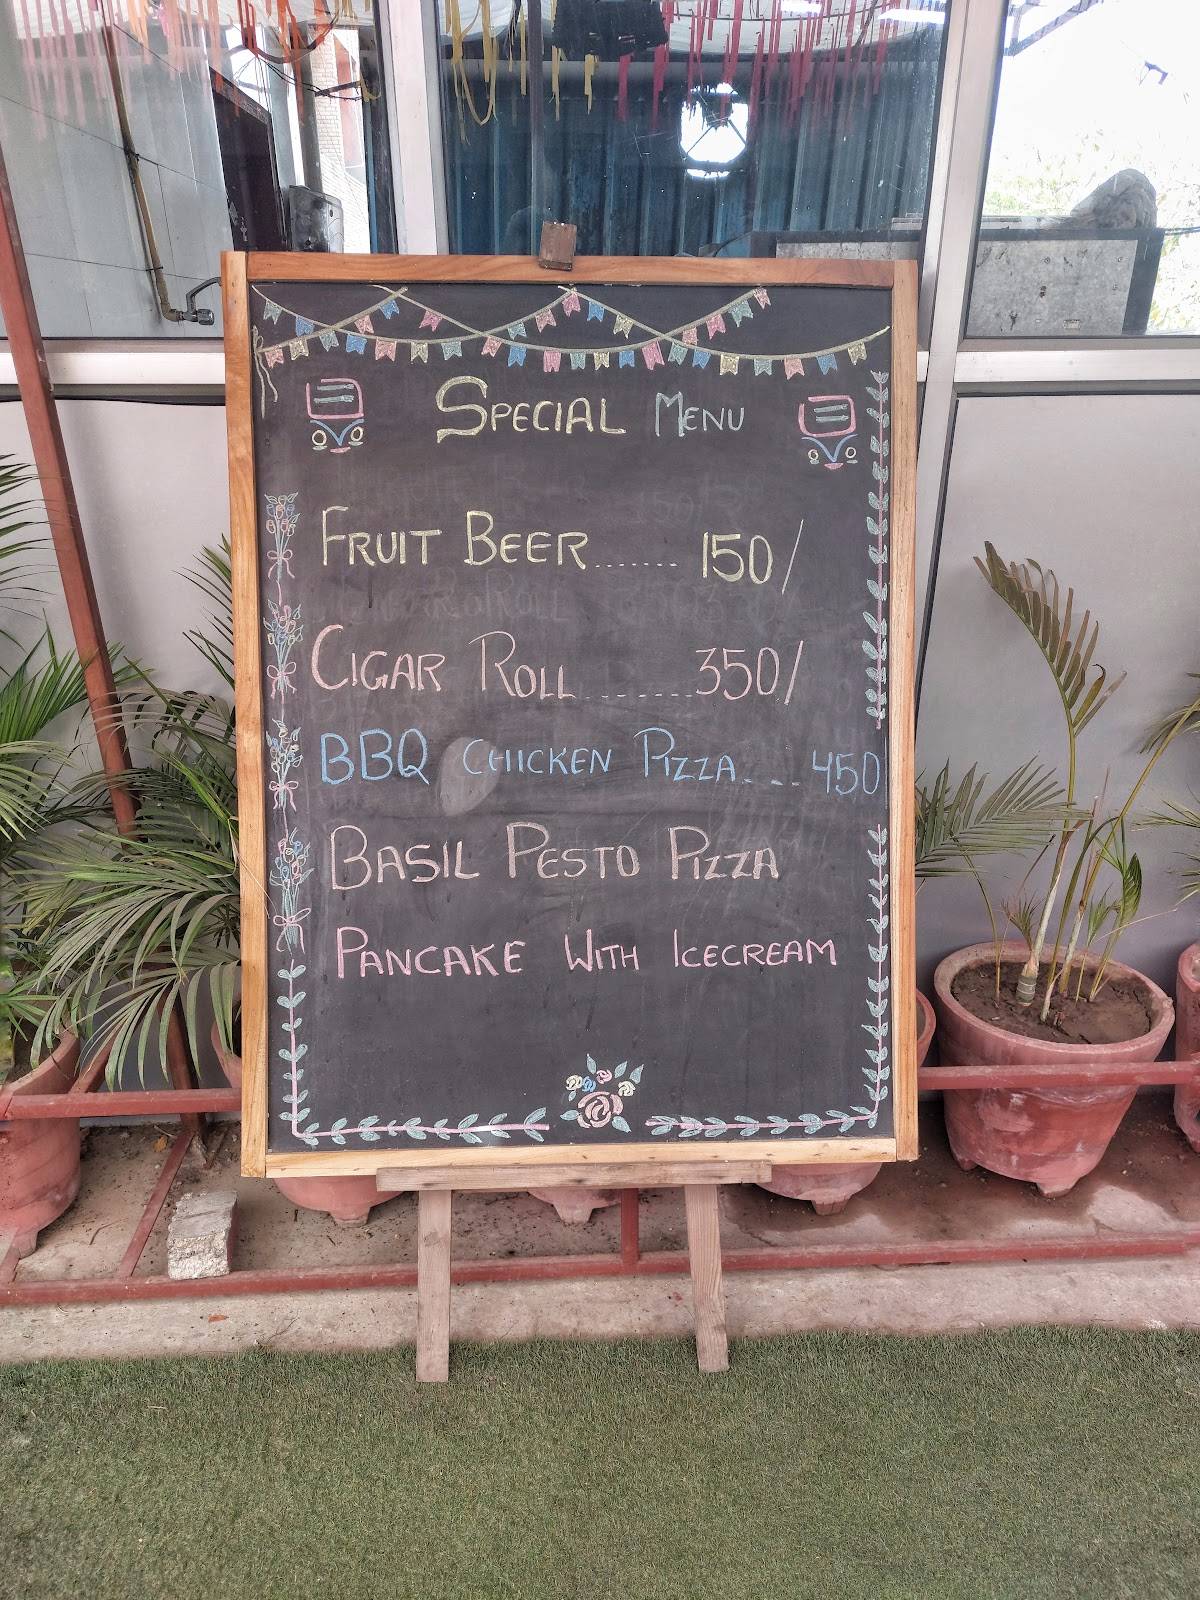 SPECIAL MENU
FRUIT BEER ....... 150/
CIGAR ROLL ....... 350/
BBQ CHICKEN PIZZA .... 450
BASIL PESTO PIZZA
PANCAKE WITH ICECREAM